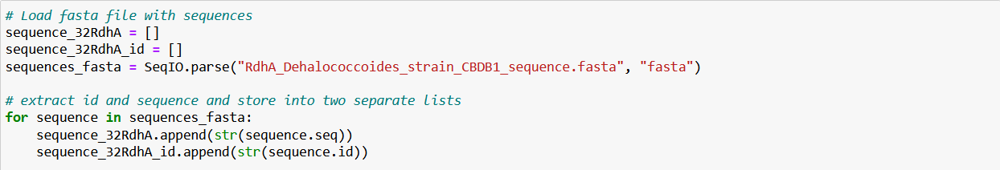 # Load fasta file with sequences
sequence_32RdhA = []
sequence_32RdhA_id = []
sequences_fasta = SeqIO.parse("RdhA_Dehalococcoides_strain_CBDB1_sequence.fasta", "fasta")

# extract id and sequence and store into two separate lists
for sequence in sequences_fasta:
    sequence_32RdhA.append(str(sequence.seq))
    sequence_32RdhA_id.append(str(sequence.id))